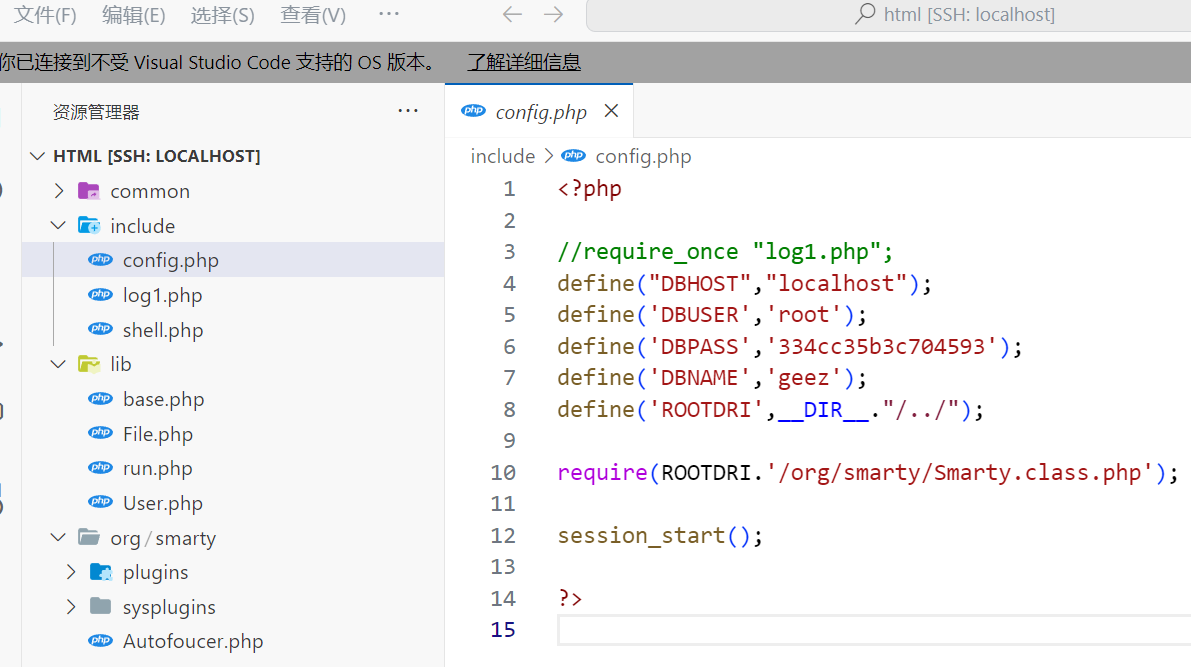 文件(F) 编辑(E) 选择(S) 查看(V) ··· html [SSH: localhost]
你已连接到不受 Visual Studio Code 支持的 OS 版本。 了解详细信息
资源管理器 ···
HTML [SSH: LOCALHOST]
common
include
config.php
log1.php
shell.php
lib
base.php
File.php
run.php
User.php
org/smarty
plugins
sysplugins
Autofoucer.php
php config.php
include > php config.php
1 <?php
2
3 //require_once "log1.php";
4 define("DBHOST","localhost");
5 define('DBUSER','root');
6 define('DBPASS','334cc35b3c704593');
7 define('DBNAME','geez');
8 define('ROOTDRI',__DIR__."/../");
9
10 require(ROOTDRI.'/org/smarty/Smarty.class.php');
11
12 session_start();
13
14 ?>
15